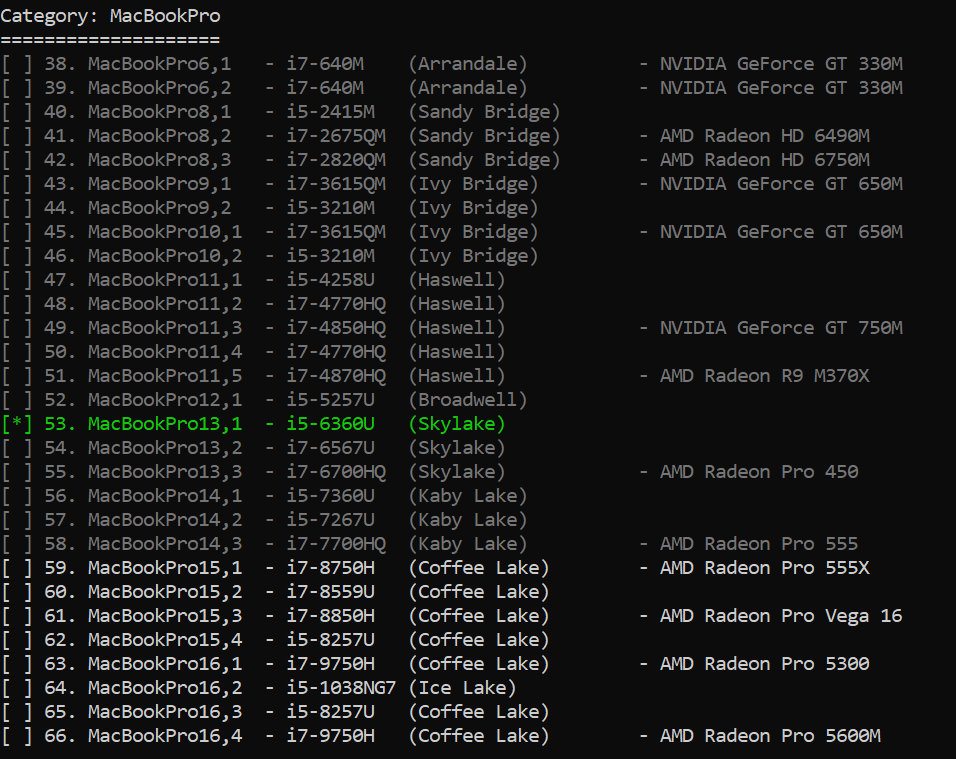 Category: MacBookPro
====================
[ ] 38. MacBookPro6,1   - i7-640M    (Arrandale)          - NVIDIA GeForce GT 330M
[ ] 39. MacBookPro6,2   - i7-640M    (Arrandale)          - NVIDIA GeForce GT 330M
[ ] 40. MacBookPro8,1   - i5-2415M   (Sandy Bridge)
[ ] 41. MacBookPro8,2   - i7-2675QM  (Sandy Bridge)       - AMD Radeon HD 6490M
[ ] 42. MacBookPro8,3   - i7-2820QM  (Sandy Bridge)       - AMD Radeon HD 6750M
[ ] 43. MacBookPro9,1   - i7-3615QM  (Ivy Bridge)         - NVIDIA GeForce GT 650M
[ ] 44. MacBookPro9,2   - i5-3210M   (Ivy Bridge)
[ ] 45. MacBookPro10,1  - i7-3615QM  (Ivy Bridge)         - NVIDIA GeForce GT 650M
[ ] 46. MacBookPro10,2  - i5-3210M   (Ivy Bridge)
[ ] 47. MacBookPro11,1  - i5-4258U   (Haswell)
[ ] 48. MacBookPro11,2  - i7-4770HQ  (Haswell)
[ ] 49. MacBookPro11,3  - i7-4850HQ  (Haswell)            - NVIDIA GeForce GT 750M
[ ] 50. MacBookPro11,4  - i7-4770HQ  (Haswell)
[ ] 51. MacBookPro11,5  - i7-4870HQ  (Haswell)            - AMD Radeon R9 M370X
[ ] 52. MacBookPro12,1  - i5-5257U   (Broadwell)
[*] 53. MacBookPro13,1  - i5-6360U   (Skylake)
[ ] 54. MacBookPro13,2  - i7-6567U   (Skylake)
[ ] 55. MacBookPro13,3  - i7-6700HQ  (Skylake)            - AMD Radeon Pro 450
[ ] 56. MacBookPro14,1  - i5-7360U   (Kaby Lake)
[ ] 57. MacBookPro14,2  - i5-7267U   (Kaby Lake)
[ ] 58. MacBookPro14,3  - i7-7700HQ  (Kaby Lake)          - AMD Radeon Pro 555
[ ] 59. MacBookPro15,1  - i7-8750H   (Coffee Lake)        - AMD Radeon Pro 555X
[ ] 60. MacBookPro15,2  - i7-8559U   (Coffee Lake)
[ ] 61. MacBookPro15,3  - i7-8850H   (Coffee Lake)        - AMD Radeon Pro Vega 16
[ ] 62. MacBookPro15,4  - i5-8257U   (Coffee Lake)
[ ] 63. MacBookPro16,1  - i7-9750H   (Coffee Lake)        - AMD Radeon Pro 5300
[ ] 64. MacBookPro16,2  - i5-1038NG7 (Ice Lake)
[ ] 65. MacBookPro16,3  - i5-8257U   (Coffee Lake)
[ ] 66. MacBookPro16,4  - i7-9750H   (Coffee Lake)        - AMD Radeon Pro 5600M